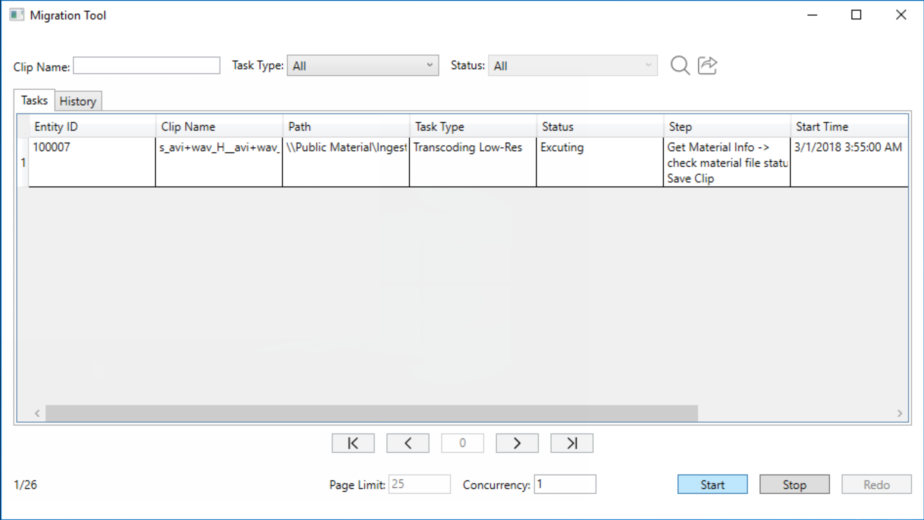 Migration Tool
Clip Name: Task Type: All Status: All
Tasks History
Entity ID Clip Name Path Task Type Status Step Start Time
1 100007 s_avi+wav_H__avi+wav_ \\Public Material\Ingest Transcoding Low-Res Excuting Get Material Info -> 3/1/2018 3:55:00 AM
check material file statu
Save Clip
0
1/26 Page Limit: 25 Concurrency: 1 Start Stop Redo